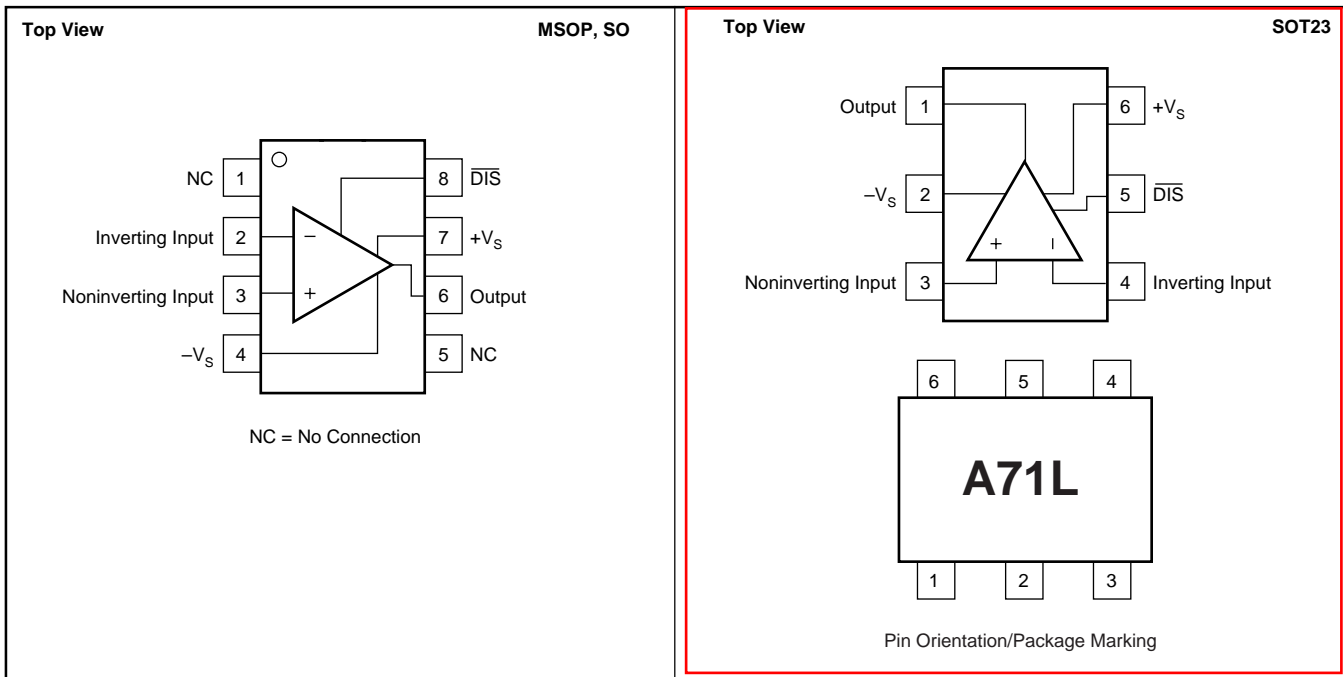 Top View MSOP, SO
NC 1 8 D̅I̅S̅
Inverting Input 2 − 7 +VS
Noninverting Input 3 + 6 Output
–VS 4 5 NC
NC = No Connection
Top View SOT23
Output 1 6 +VS
–VS 2 5 D̅I̅S̅
+ −
Noninverting Input 3 4 Inverting Input
6 5 4
A71L
1 2 3
Pin Orientation/Package Marking